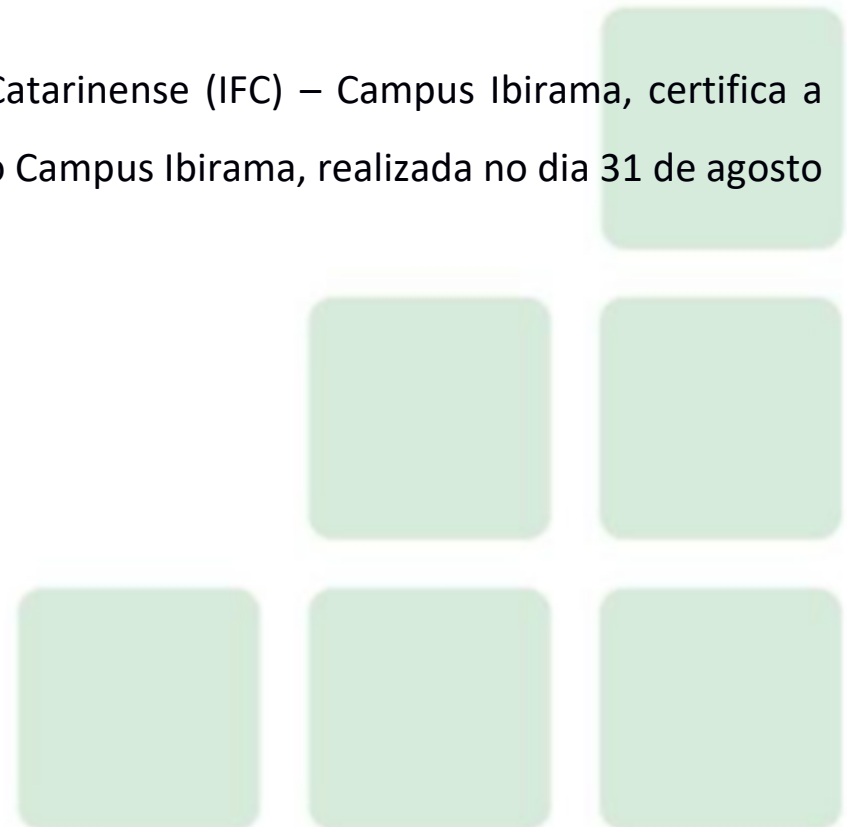 Catarinense (IFC) – Campus Ibirama, certifica a
Campus Ibirama, realizada no dia 31 de agosto